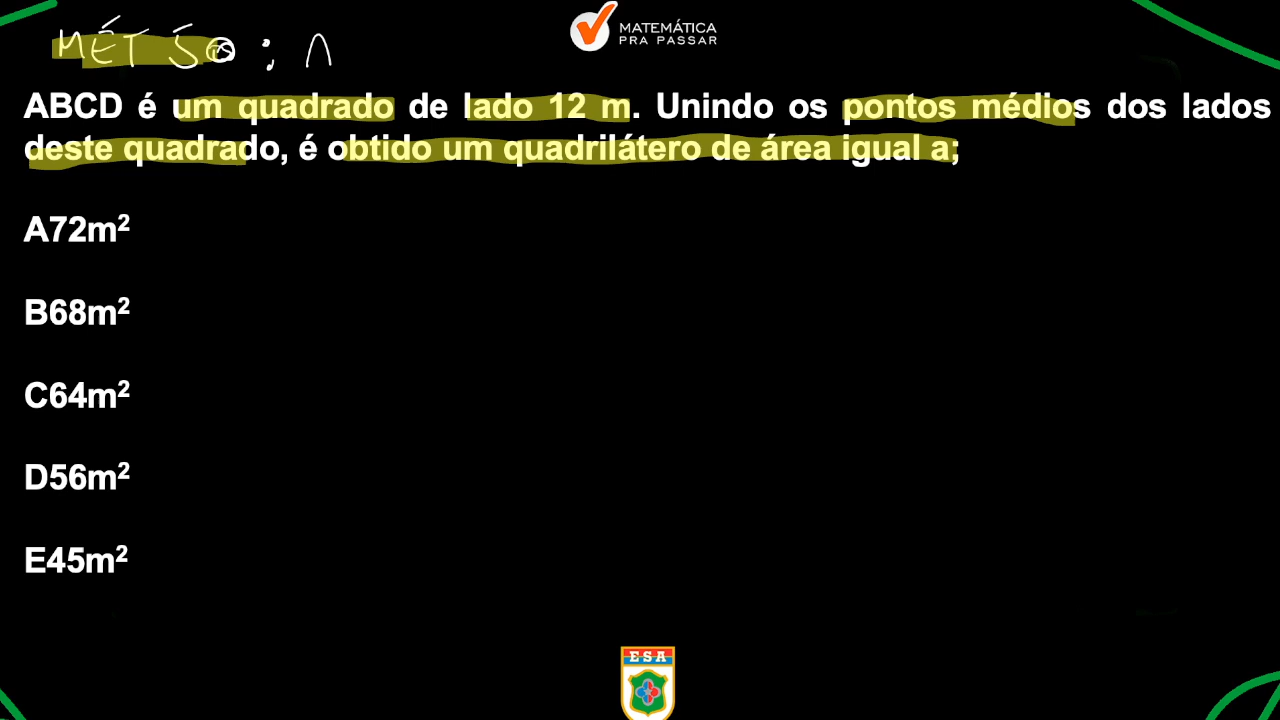 MATEMÁTICA
PRA PASSAR
MÉT
ABCD é um quadrado de lado 12 m. Unindo os pontos médios dos lados
deste quadrado, é obtido um quadrilátero de área igual a;
A72m²
B68m²
C64m²
D56m²
E45m²
ESA